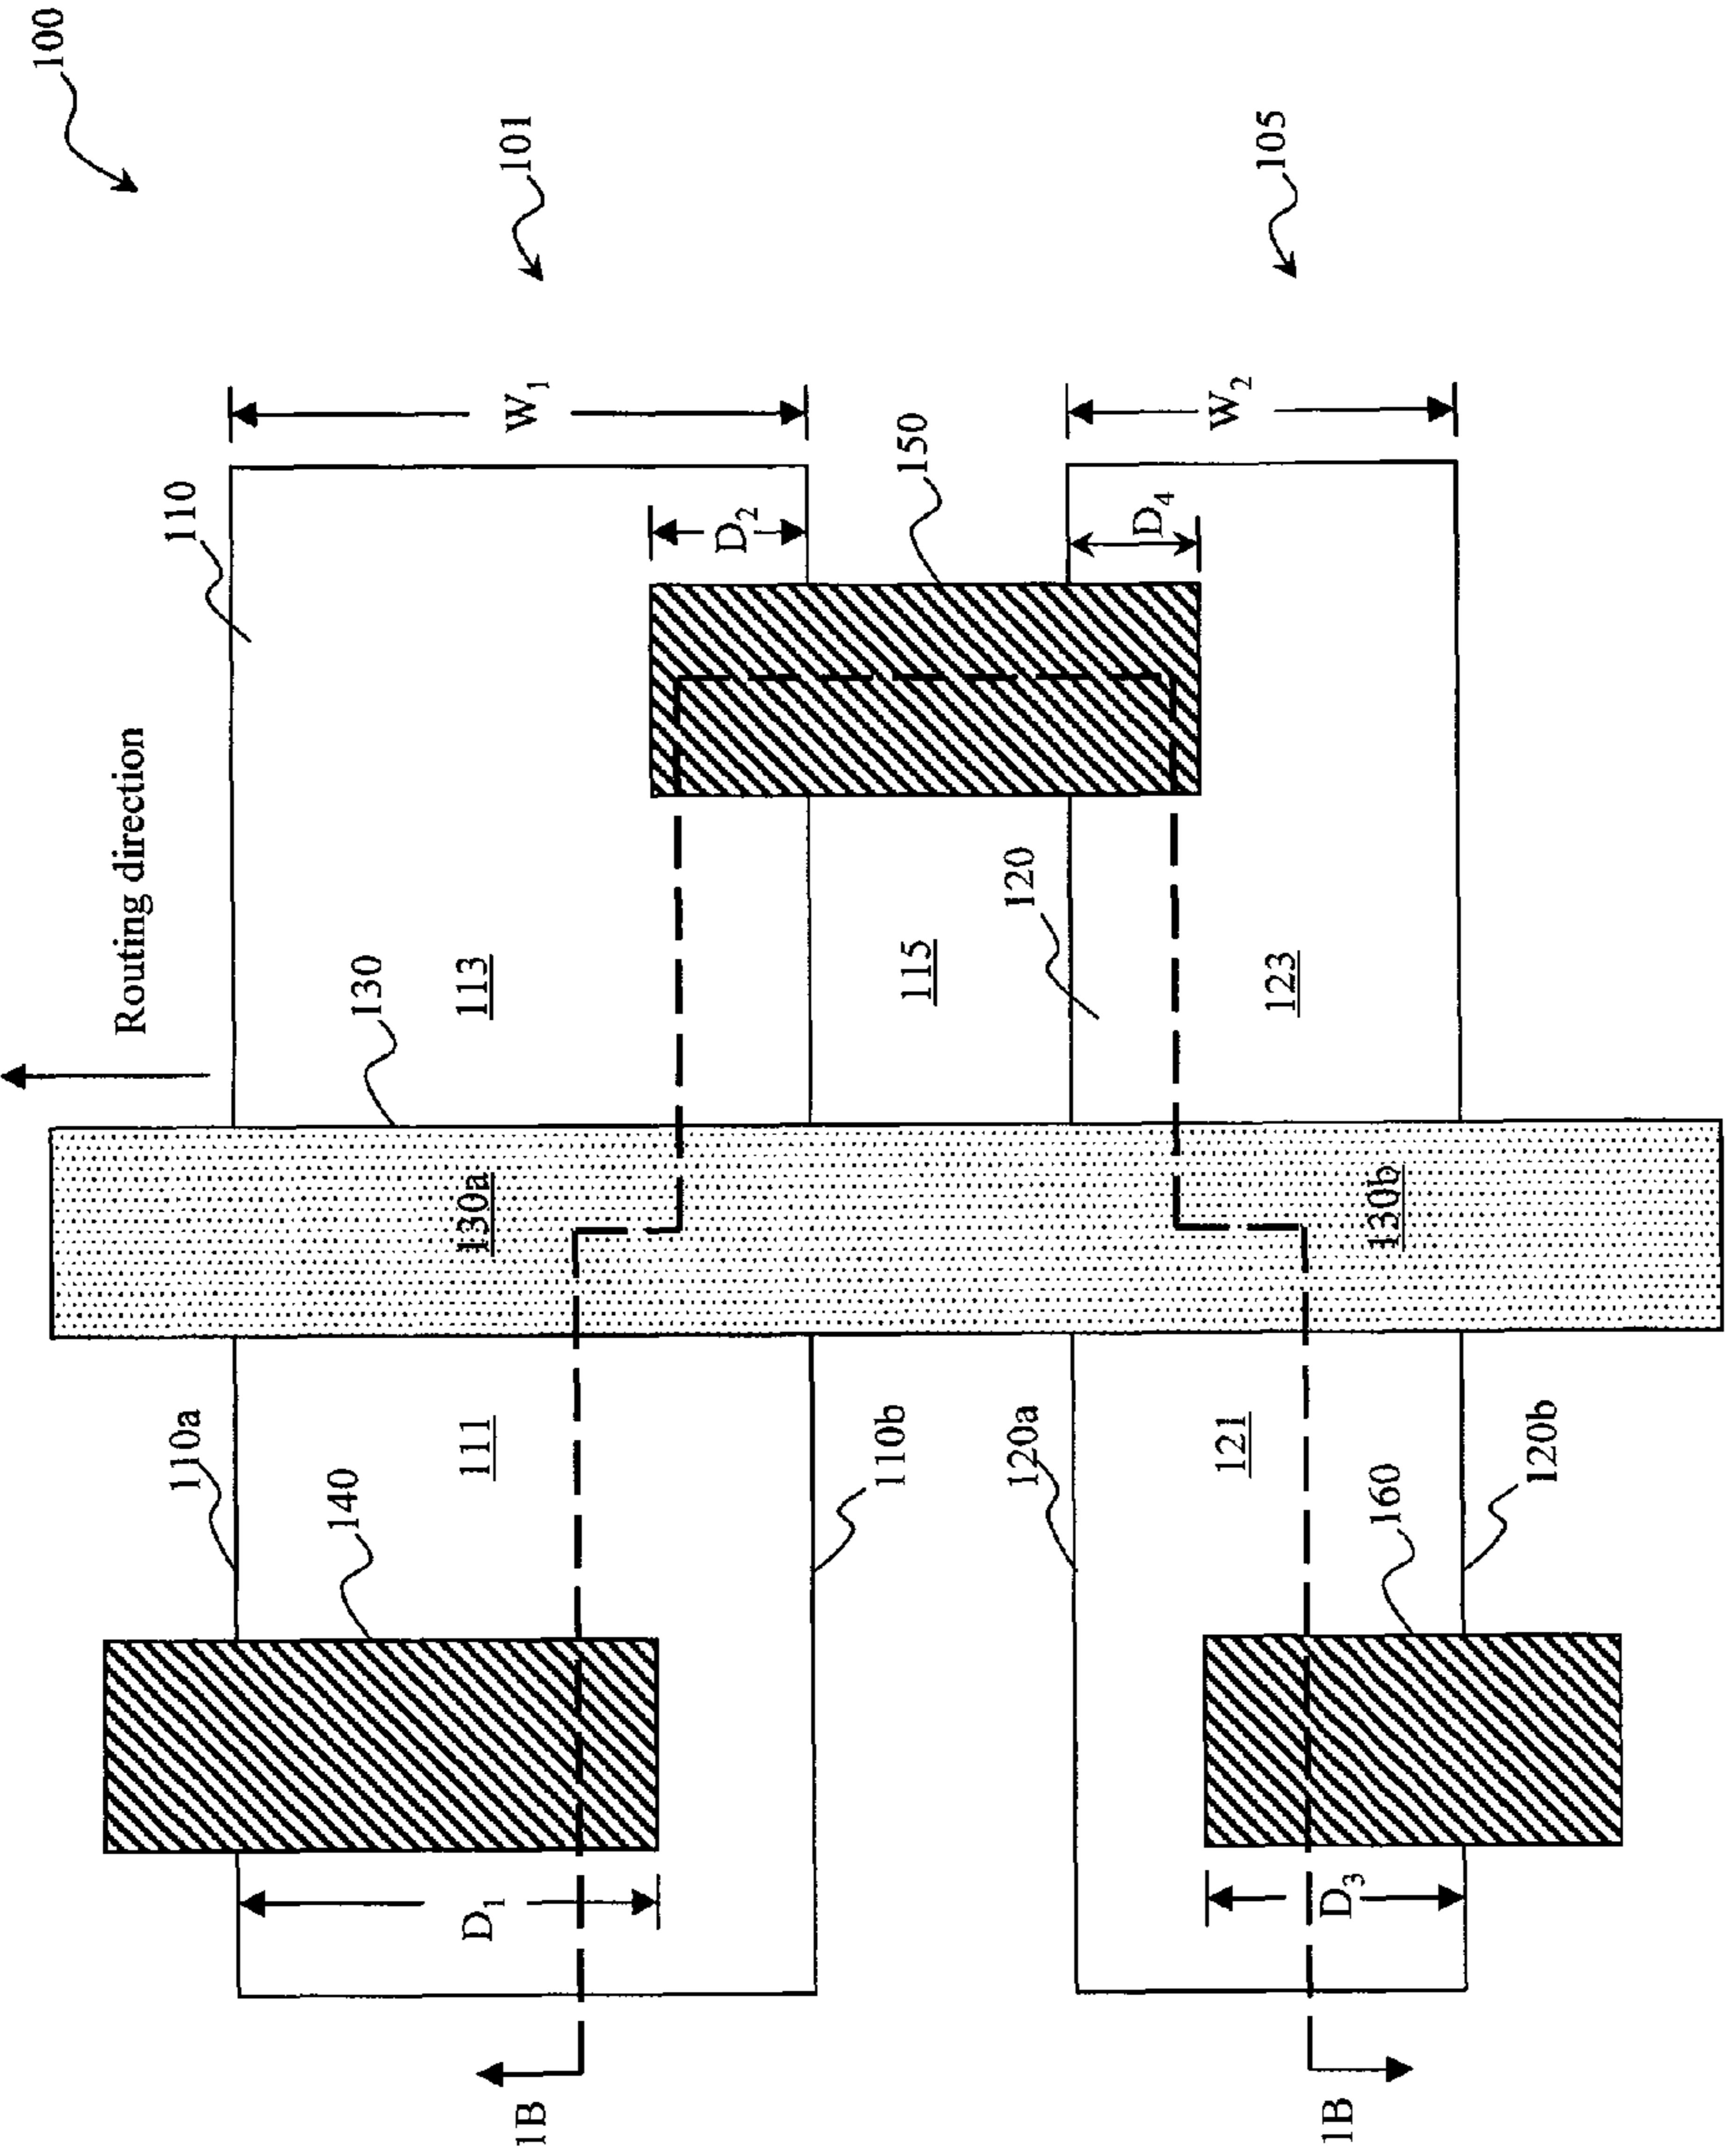 100
101
105
W1
W2
110
150
D2
D4
Routing direction
130
113
115
120
123
130a
130b
110a
111
140
110b
120a
121
160
120b
D1
D3
1B
1B